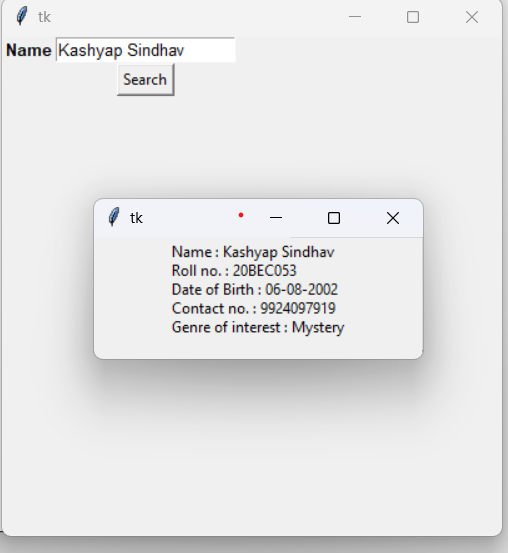 tk
Name Kashyap Sindhav
Search
tk
Name : Kashyap Sindhav
Roll no. : 20BEC053
Date of Birth : 06-08-2002
Contact no. : 9924097919
Genre of interest : Mystery